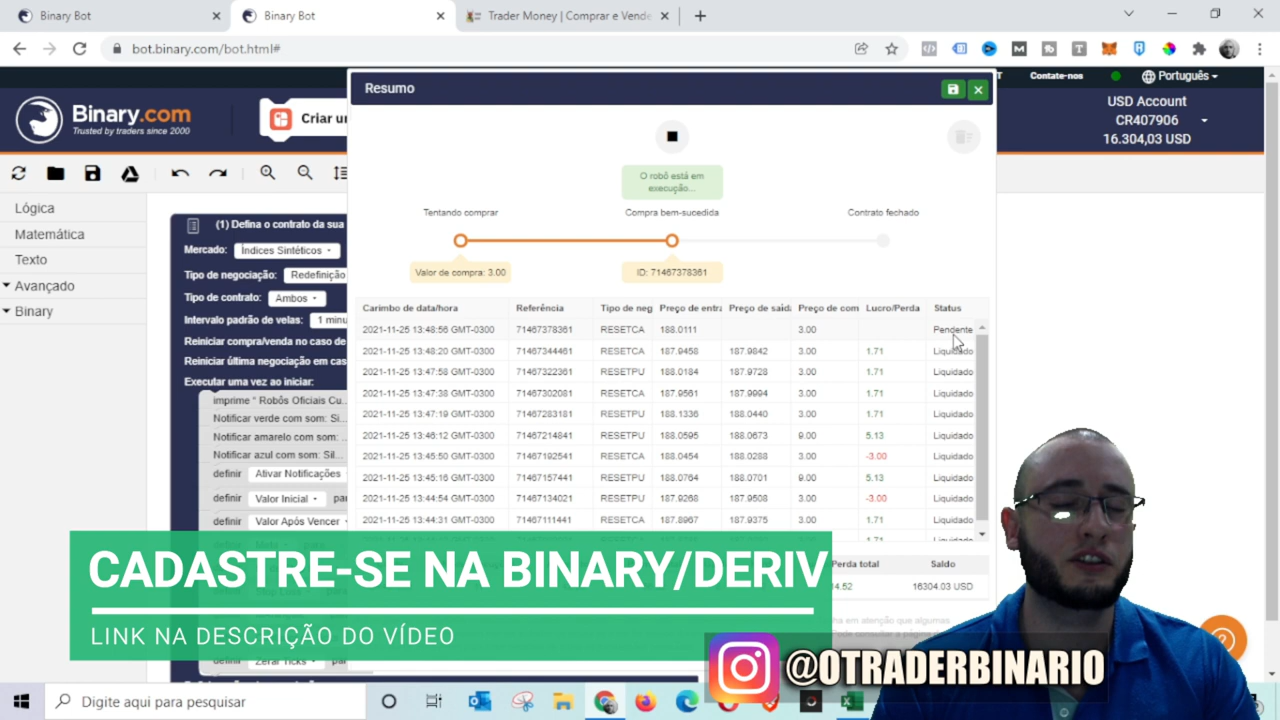 Binary Bot
Binary Bot
Trader Money | Comprar e Vende
bot.binary.com/bot.html#
Resumo
Contate-nos
Português
Binary.com
Trusted by traders since 2000
Criar un
USD Account
CR407906
16.304,03 USD
O robô está em
execução...
Tentando comprar
Compra bem-sucedida
Contrato fechado
Valor de compra: 3.00
ID: 71467378361
Lógica
Matemática
Texto
Avançado
Binary
(1) Defina o contrato da sua
Mercado: Índices Sintéticos
Tipo de negociação: Redefinição
Tipo de contrato: Ambos
Intervalo padrão de velas: 1 minu
Reiniciar compra/venda no caso de
Reiniciar última negociação em cas
Executar uma vez ao iniciar:
imprime “ Robôs Oficiais Cu...
Notificar verde com som: Si...
Notificar amarelo com som:
Notificar azul com som: Sil...
definir Ativar Notificações
definir Valor Inicial pa
definir Valor Após Vencer
definir Zerar Ticks
Carimbo de data/hora Referência Tipo de neg Preço de entra Preço de saída Preço de com Lucro/Perda Status
2021-11-25 13:48:56 GMT-0300 71467378361 RESETCA 188.0111 3.00 Pendente
2021-11-25 13:48:20 GMT-0300 71467344461 RESETCA 187.9458 187.9842 3.00 1.71 Liquidado
2021-11-25 13:47:58 GMT-0300 71467322361 RESETPU 188.0184 187.9728 3.00 1.71 Liquidado
2021-11-25 13:47:38 GMT-0300 71467302081 RESETCA 187.9561 187.9994 3.00 1.71 Liquidado
2021-11-25 13:47:19 GMT-0300 71467283181 RESETPU 188.1336 188.0440 3.00 1.71 Liquidado
2021-11-25 13:46:12 GMT-0300 71467214841 RESETPU 188.0595 188.0673 9.00 5.13 Liquidado
2021-11-25 13:45:50 GMT-0300 71467192541 RESETCA 188.0454 188.0288 3.00 -3.00 Liquidado
2021-11-25 13:45:16 GMT-0300 71467157441 RESETPU 188.0764 188.0701 9.00 5.13 Liquidado
2021-11-25 13:44:54 GMT-0300 71467134021 RESETPU 187.9268 187.9508 3.00 -3.00 Liquidado
2021-11-25 13:44:31 GMT-0300 71467111441 RESETCA 187.8967 187.9375 3.00 1.71 Liquidado
Perda total Saldo
4.52 16304.03 USD
CADASTRE-SE NA BINARY/DERIV
LINK NA DESCRIÇÃO DO VÍDEO
@OTRADERBINARIO
Digite aqui para pesquisar